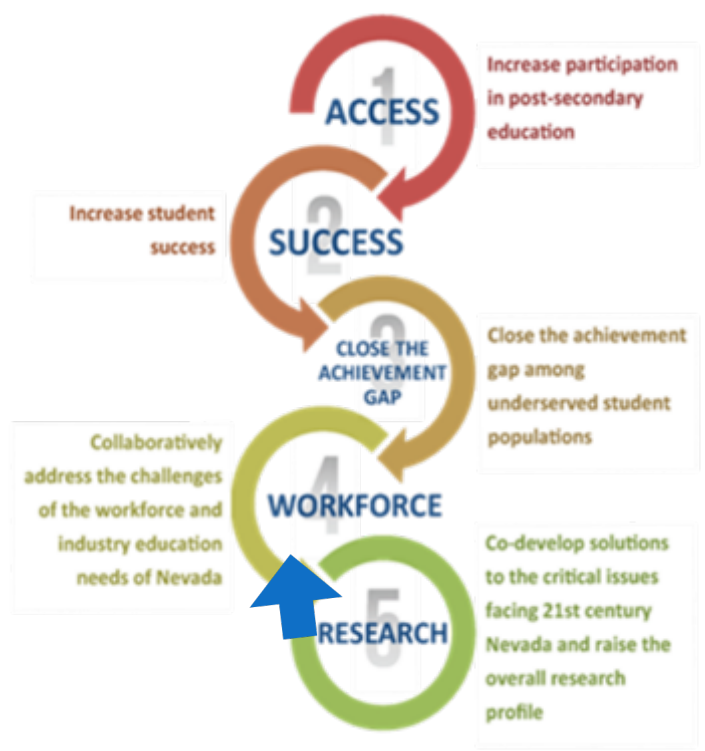 1
ACCESS
Increase participation
in post-secondary
education
2
SUCCESS
Increase student
success
3
CLOSE THE
ACHIEVEMENT
GAP
Close the achievement
gap among
underserved student
populations
4
WORKFORCE
Collaboratively
address the challenges
of the workforce and
industry education
needs of Nevada
5
RESEARCH
Co-develop solutions
to the critical issues
facing 21st century
Nevada and raise the
overall research
profile